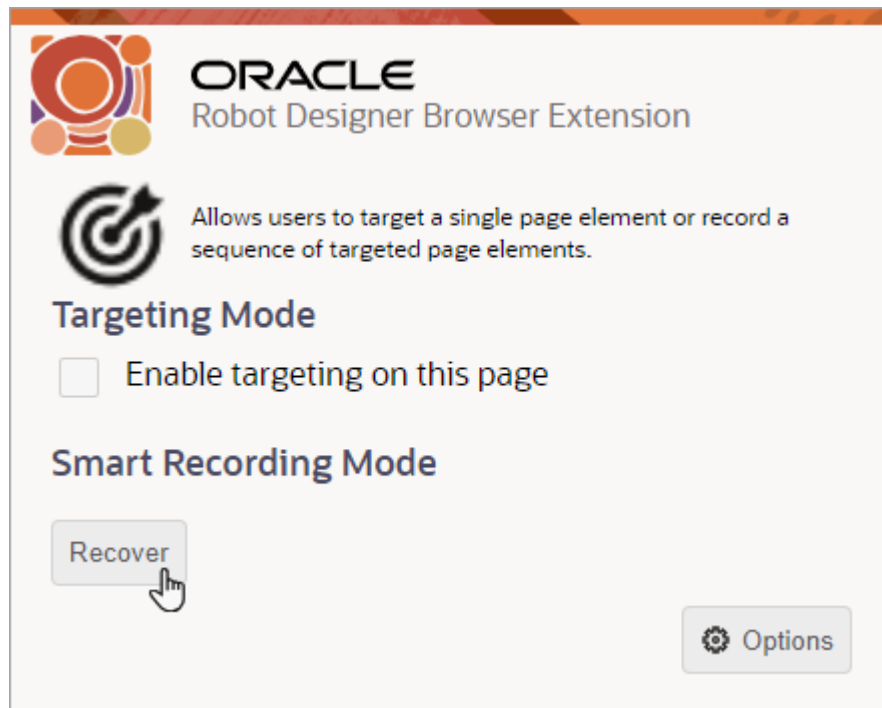 ORACLE
Robot Designer Browser Extension
Allows users to target a single page element or record a
sequence of targeted page elements.
Targeting Mode
Enable targeting on this page
Smart Recording Mode
Recover
Options